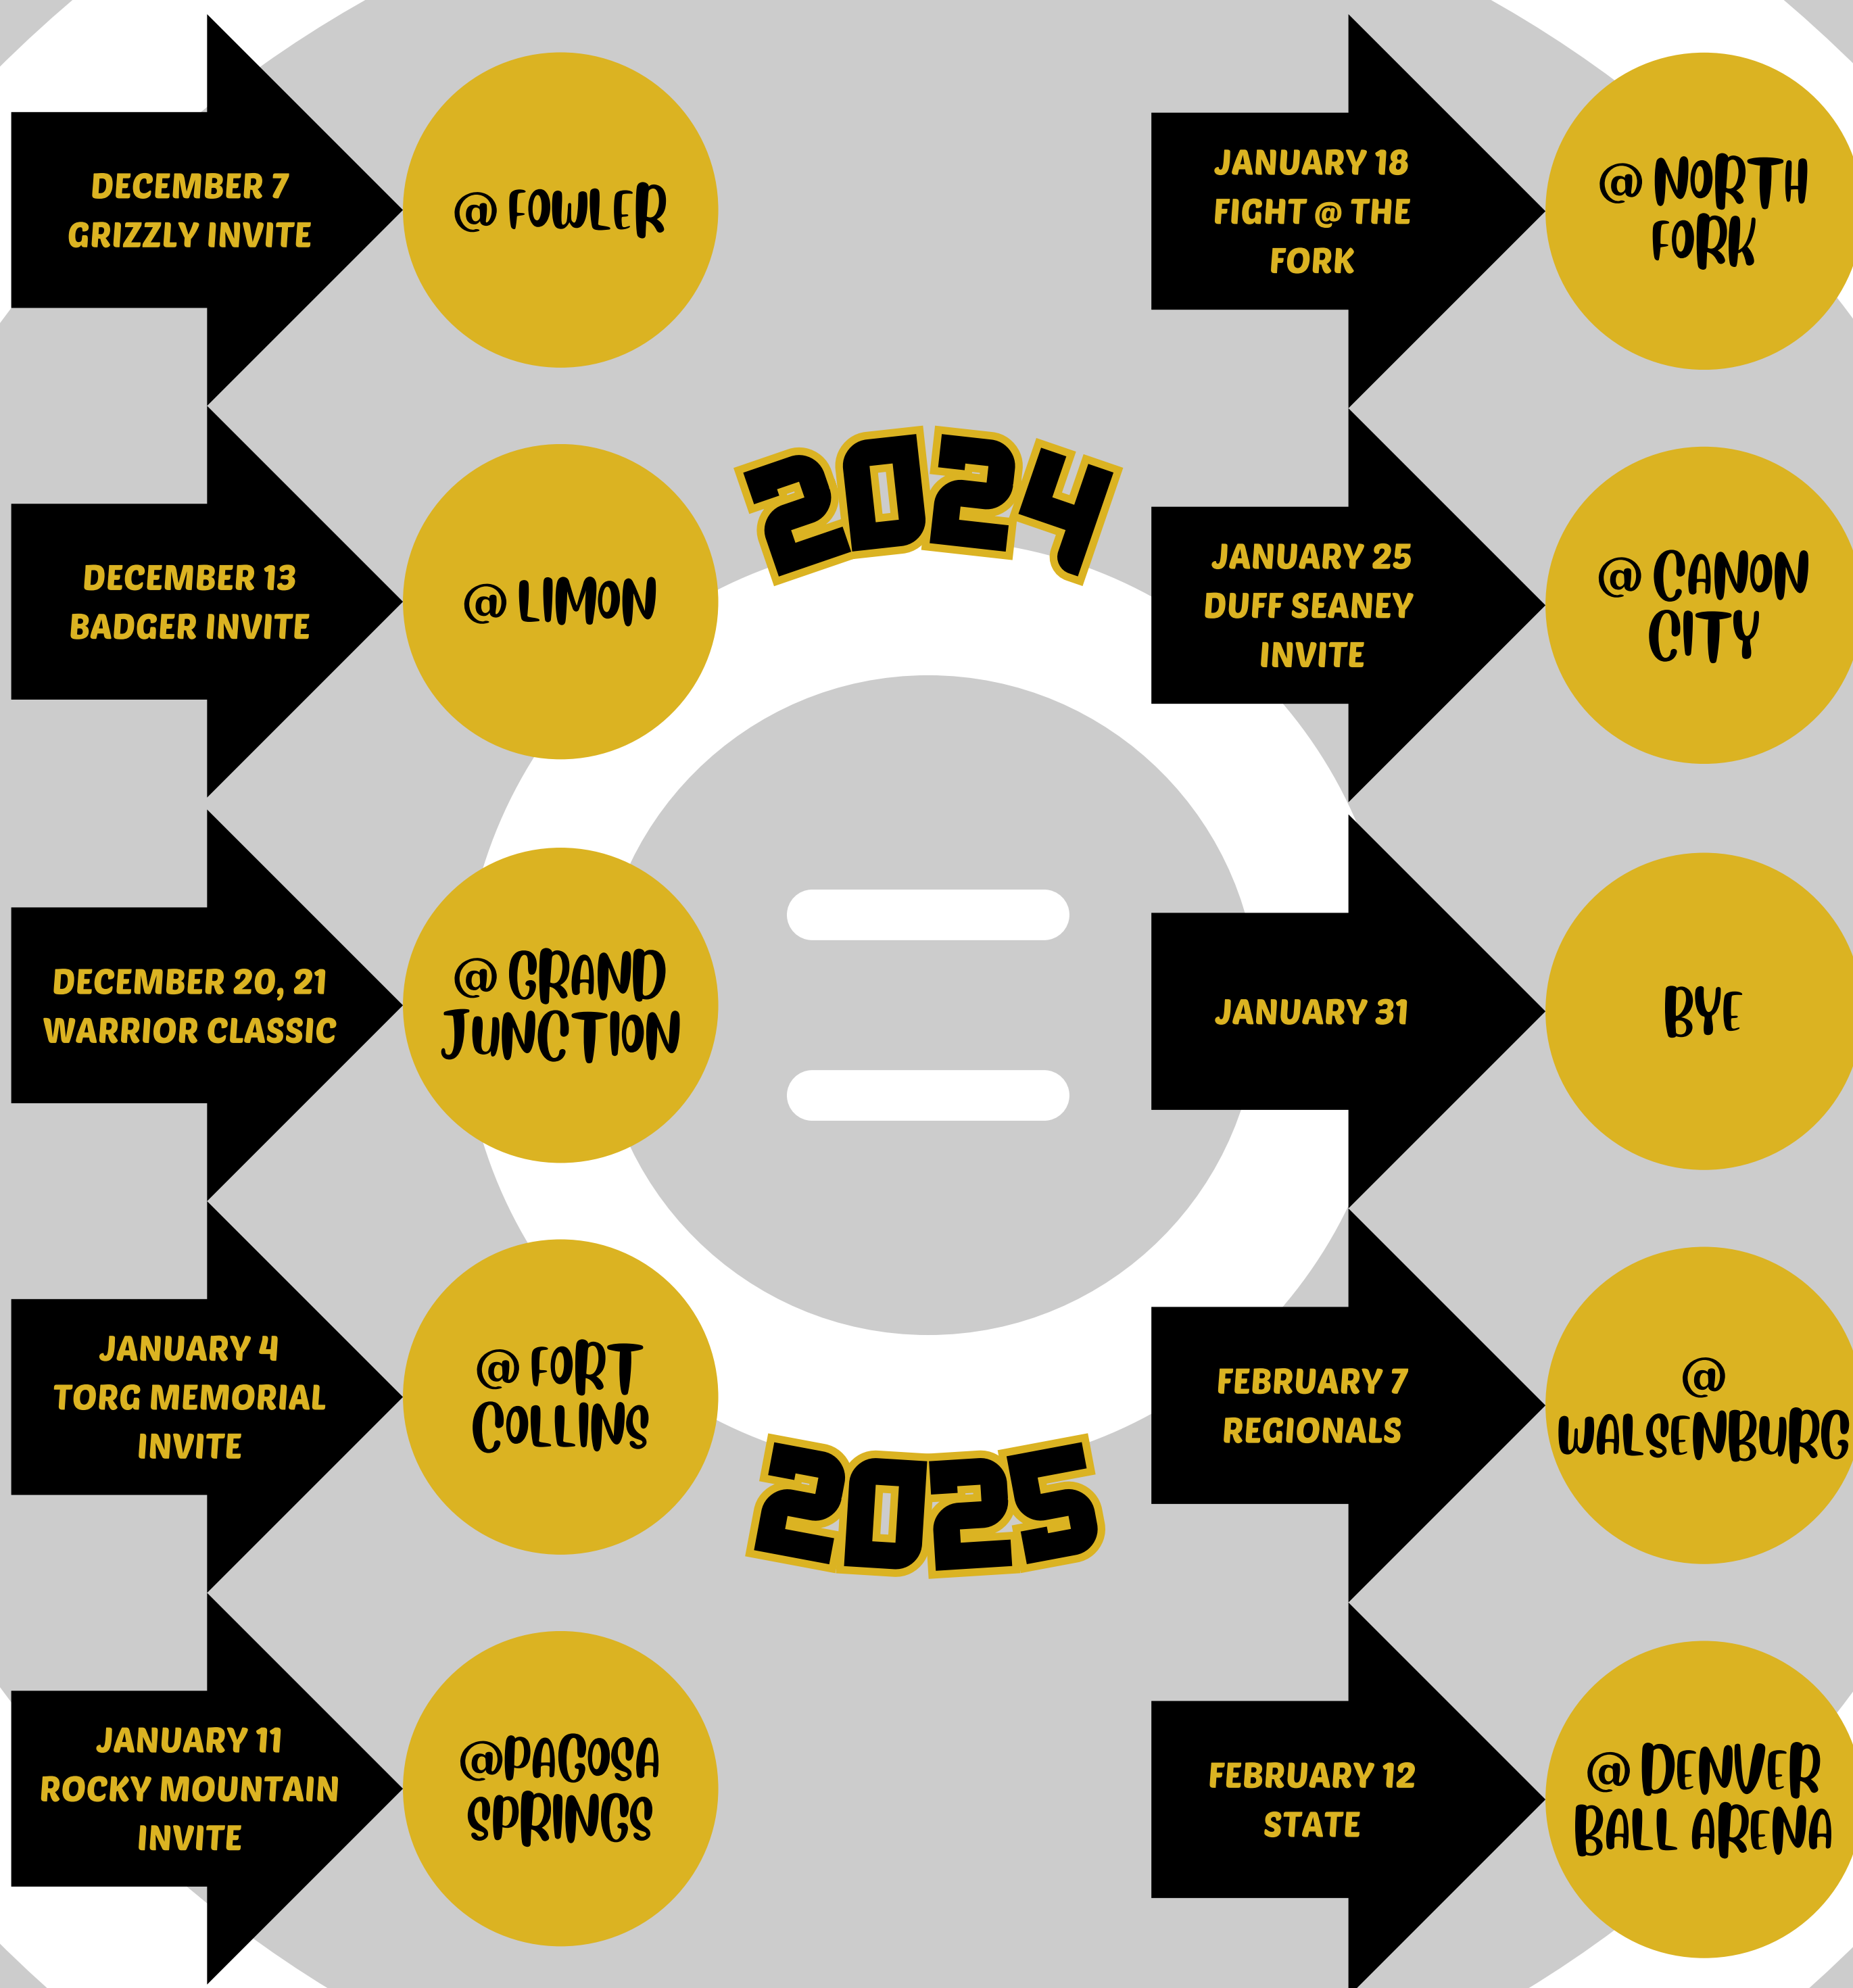 DECEMBER 7
GRIZZLY INVITE
@ FOWLER
DECEMBER 13
BADGER INVITE
@ LIMON
DECEMBER 20, 21
WARRIOR CLASSIC
@ GRAND
JUNCTION
JANUARY 4
TORG MEMORIAL
INVITE
@ FORT
COLLINS
JANUARY 11
ROCKY MOUNTAIN
INVITE
@PAGOSA
SPRINGS
2024
2025
JANUARY 18
FIGHT @ THE
FORK
@ NORTH
FORK
JANUARY 25
DUFF SEANEY
INVITE
@ CANON
CITY
JANUARY 31
BYE
FEBRUARY 7
REGIONALS
@
WALSENBURG
FEBRUARY 12
STATE
@ DENVER
BALL ARENA